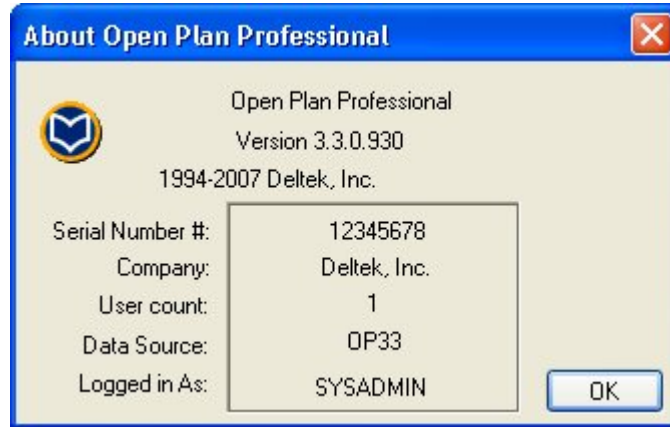 About Open Plan Professional
Open Plan Professional
Version 3.3.0.930
1994-2007 Deltek, Inc.
Serial Number #: 12345678
Company: Deltek, Inc.
User count: 1
Data Source: OP33
Logged in As: SYSADMIN
OK